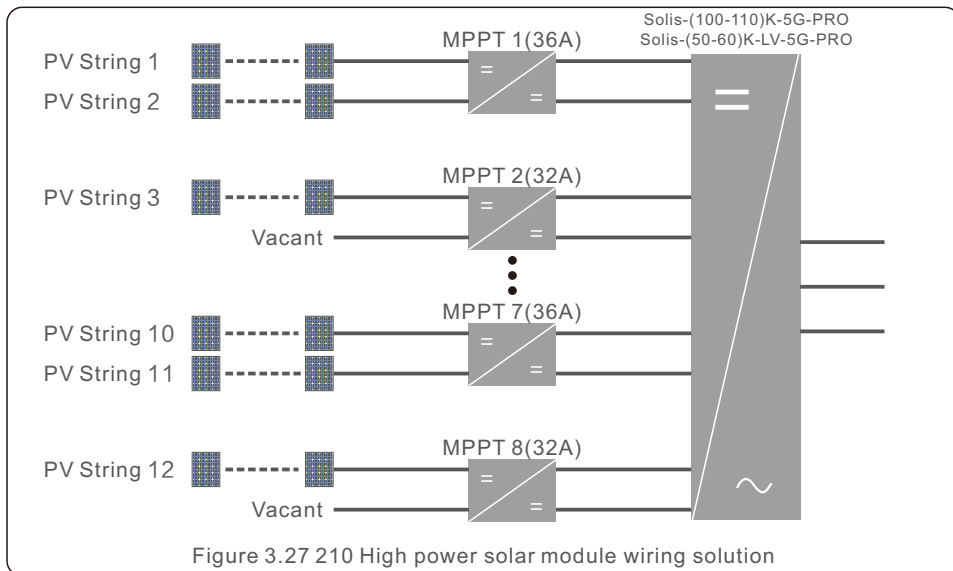 Solis-(100-110)K-5G-PRO
Solis-(50-60)K-LV-5G-PRO
MPPT 1(36A)
PV String 1
PV String 2
MPPT 2(32A)
PV String 3
Vacant
MPPT 7(36A)
PV String 10
PV String 11
MPPT 8(32A)
PV String 12
Vacant
Figure 3.27 210 High power solar module wiring solution